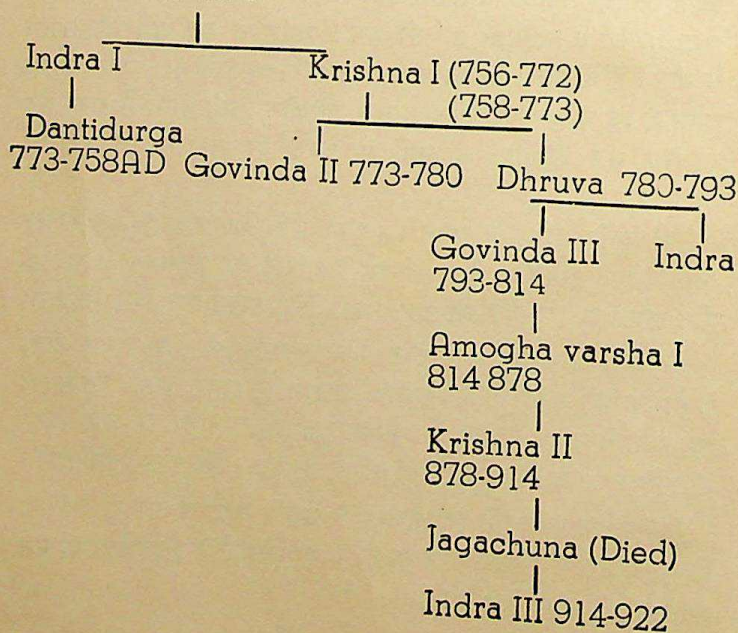 Indra I Krishna I (756-772)
(758-773)
Dantidurga
773-758AD Govinda II 773-780 Dhruva 780-793
Govinda III Indra
793-814
Amogha varsha I
814 878
Krishna II
878-914
Jagachuna (Died)
Indra III 914-922